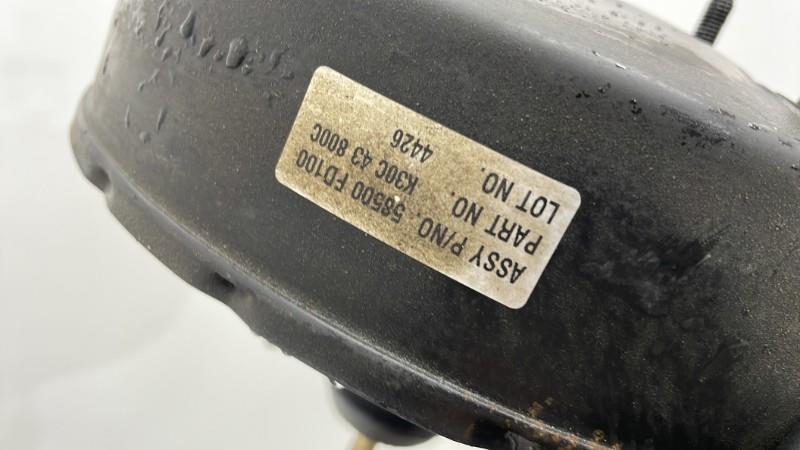 ASSY P/NO. 58500 FD100
PART NO. K30C 43 800C
LOT NO. 4426